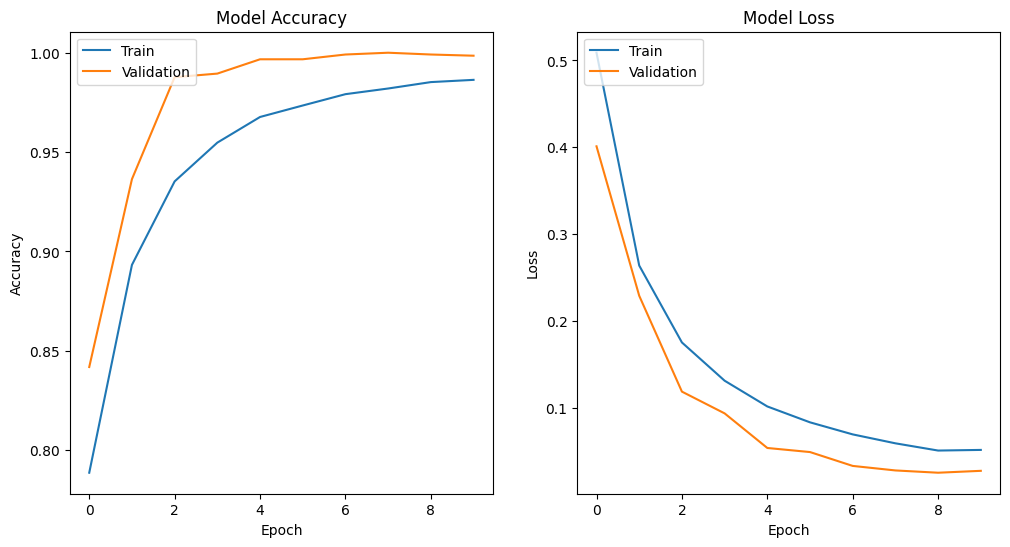 Model Accuracy
Train
Validation
1.00
0.95
0.90
0.85
0.80
Accuracy
0 2 4 6 8
Epoch
Model Loss
Train
Validation
0.5
0.4
0.3
0.2
0.1
Loss
0 2 4 6 8
Epoch